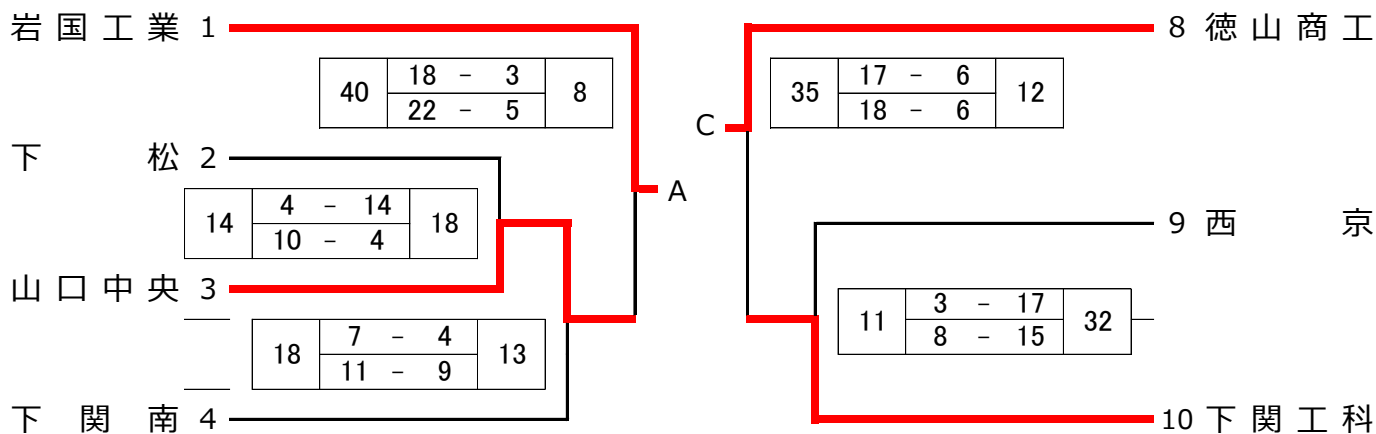 岩国工業 1
8 徳山商工
40 18 - 3 8
22 - 5
35 17 - 6 12
18 - 6
C
下松 2
A
14 4 - 14 18
10 - 4
9 西京
山口中央 3
11 3 - 17 32
8 - 15
18 7 - 4 13
11 - 9
下関南 4
10 下関工科